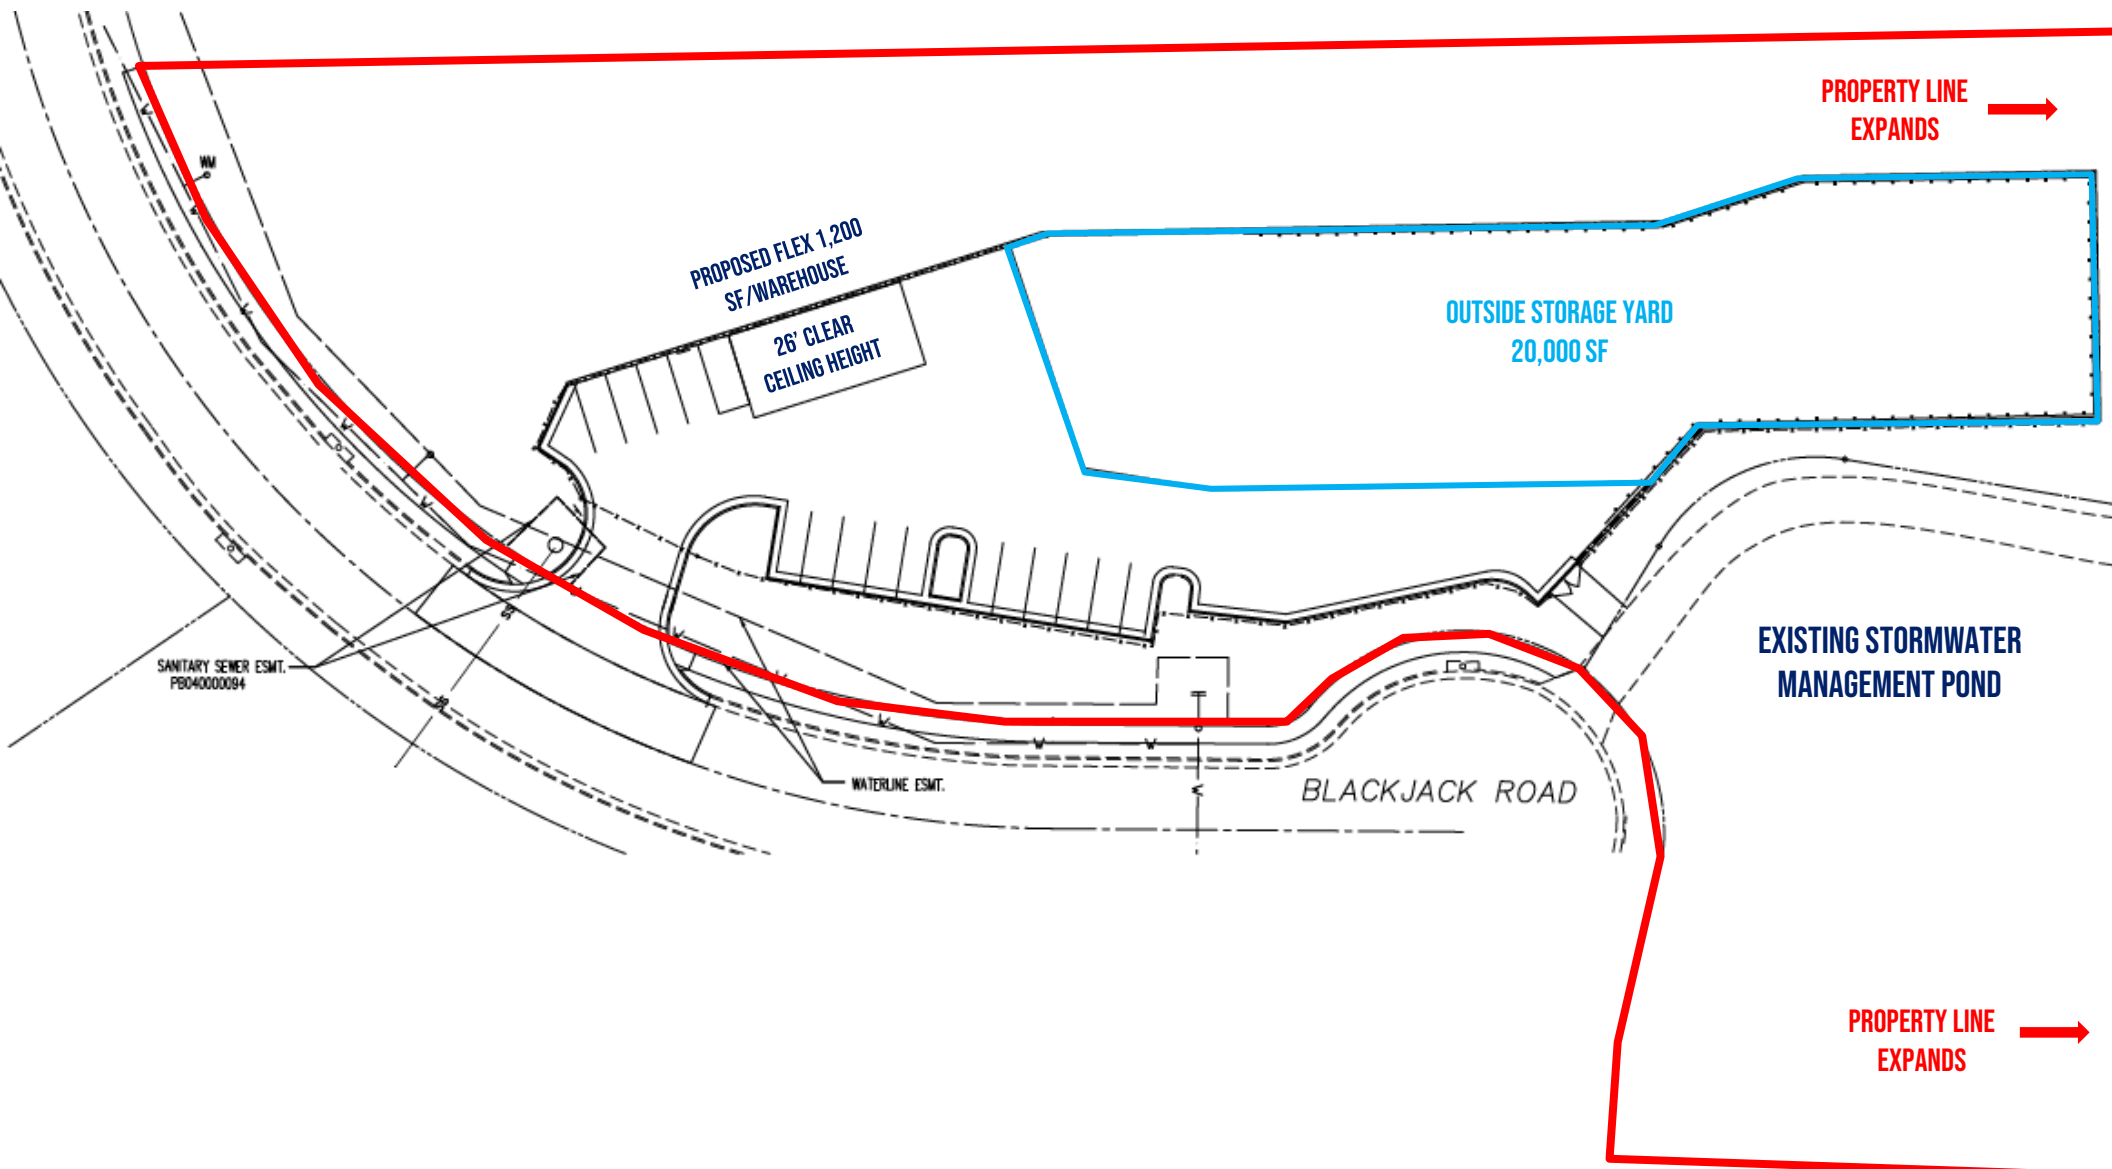 PROPERTY LINE
EXPANDS
WM
PROPOSED FLEX 1,200
SF/WAREHOUSE
26' CLEAR
CEILING HEIGHT
OUTSIDE STORAGE YARD
20,000 SF
SANITARY SEWER ESMT.
PB040000094
EXISTING STORMWATER
MANAGEMENT POND
WATERLINE ESMT.
BLACKJACK ROAD
PROPERTY LINE
EXPANDS